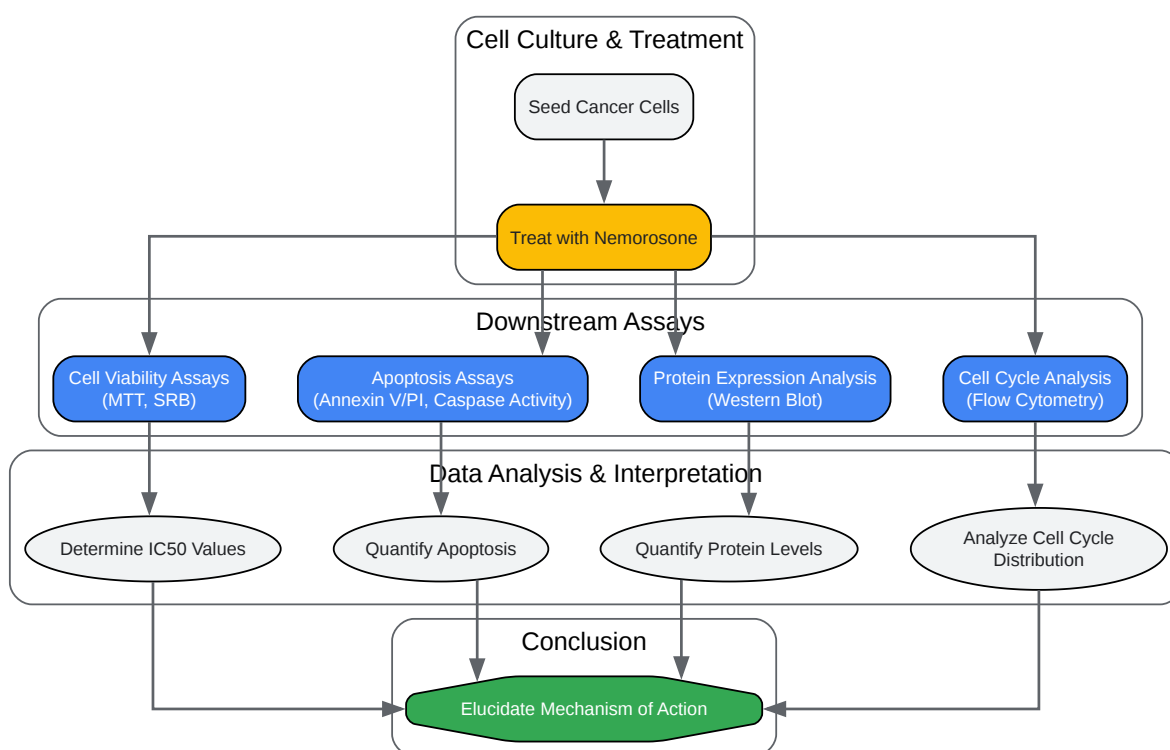 Cell Culture & Treatment
Seed Cancer Cells
Treat with Nemorosone
Downstream Assays
Cell Viability Assays
(MTT, SRB)
Apoptosis Assays
(Annexin V/PI, Caspase Activity)
Protein Expression Analysis
(Western Blot)
Cell Cycle Analysis
(Flow Cytometry)
Data Analysis & Interpretation
Determine IC50 Values
Quantify Apoptosis
Quantify Protein Levels
Analyze Cell Cycle
Distribution
Conclusion
Elucidate Mechanism of Action